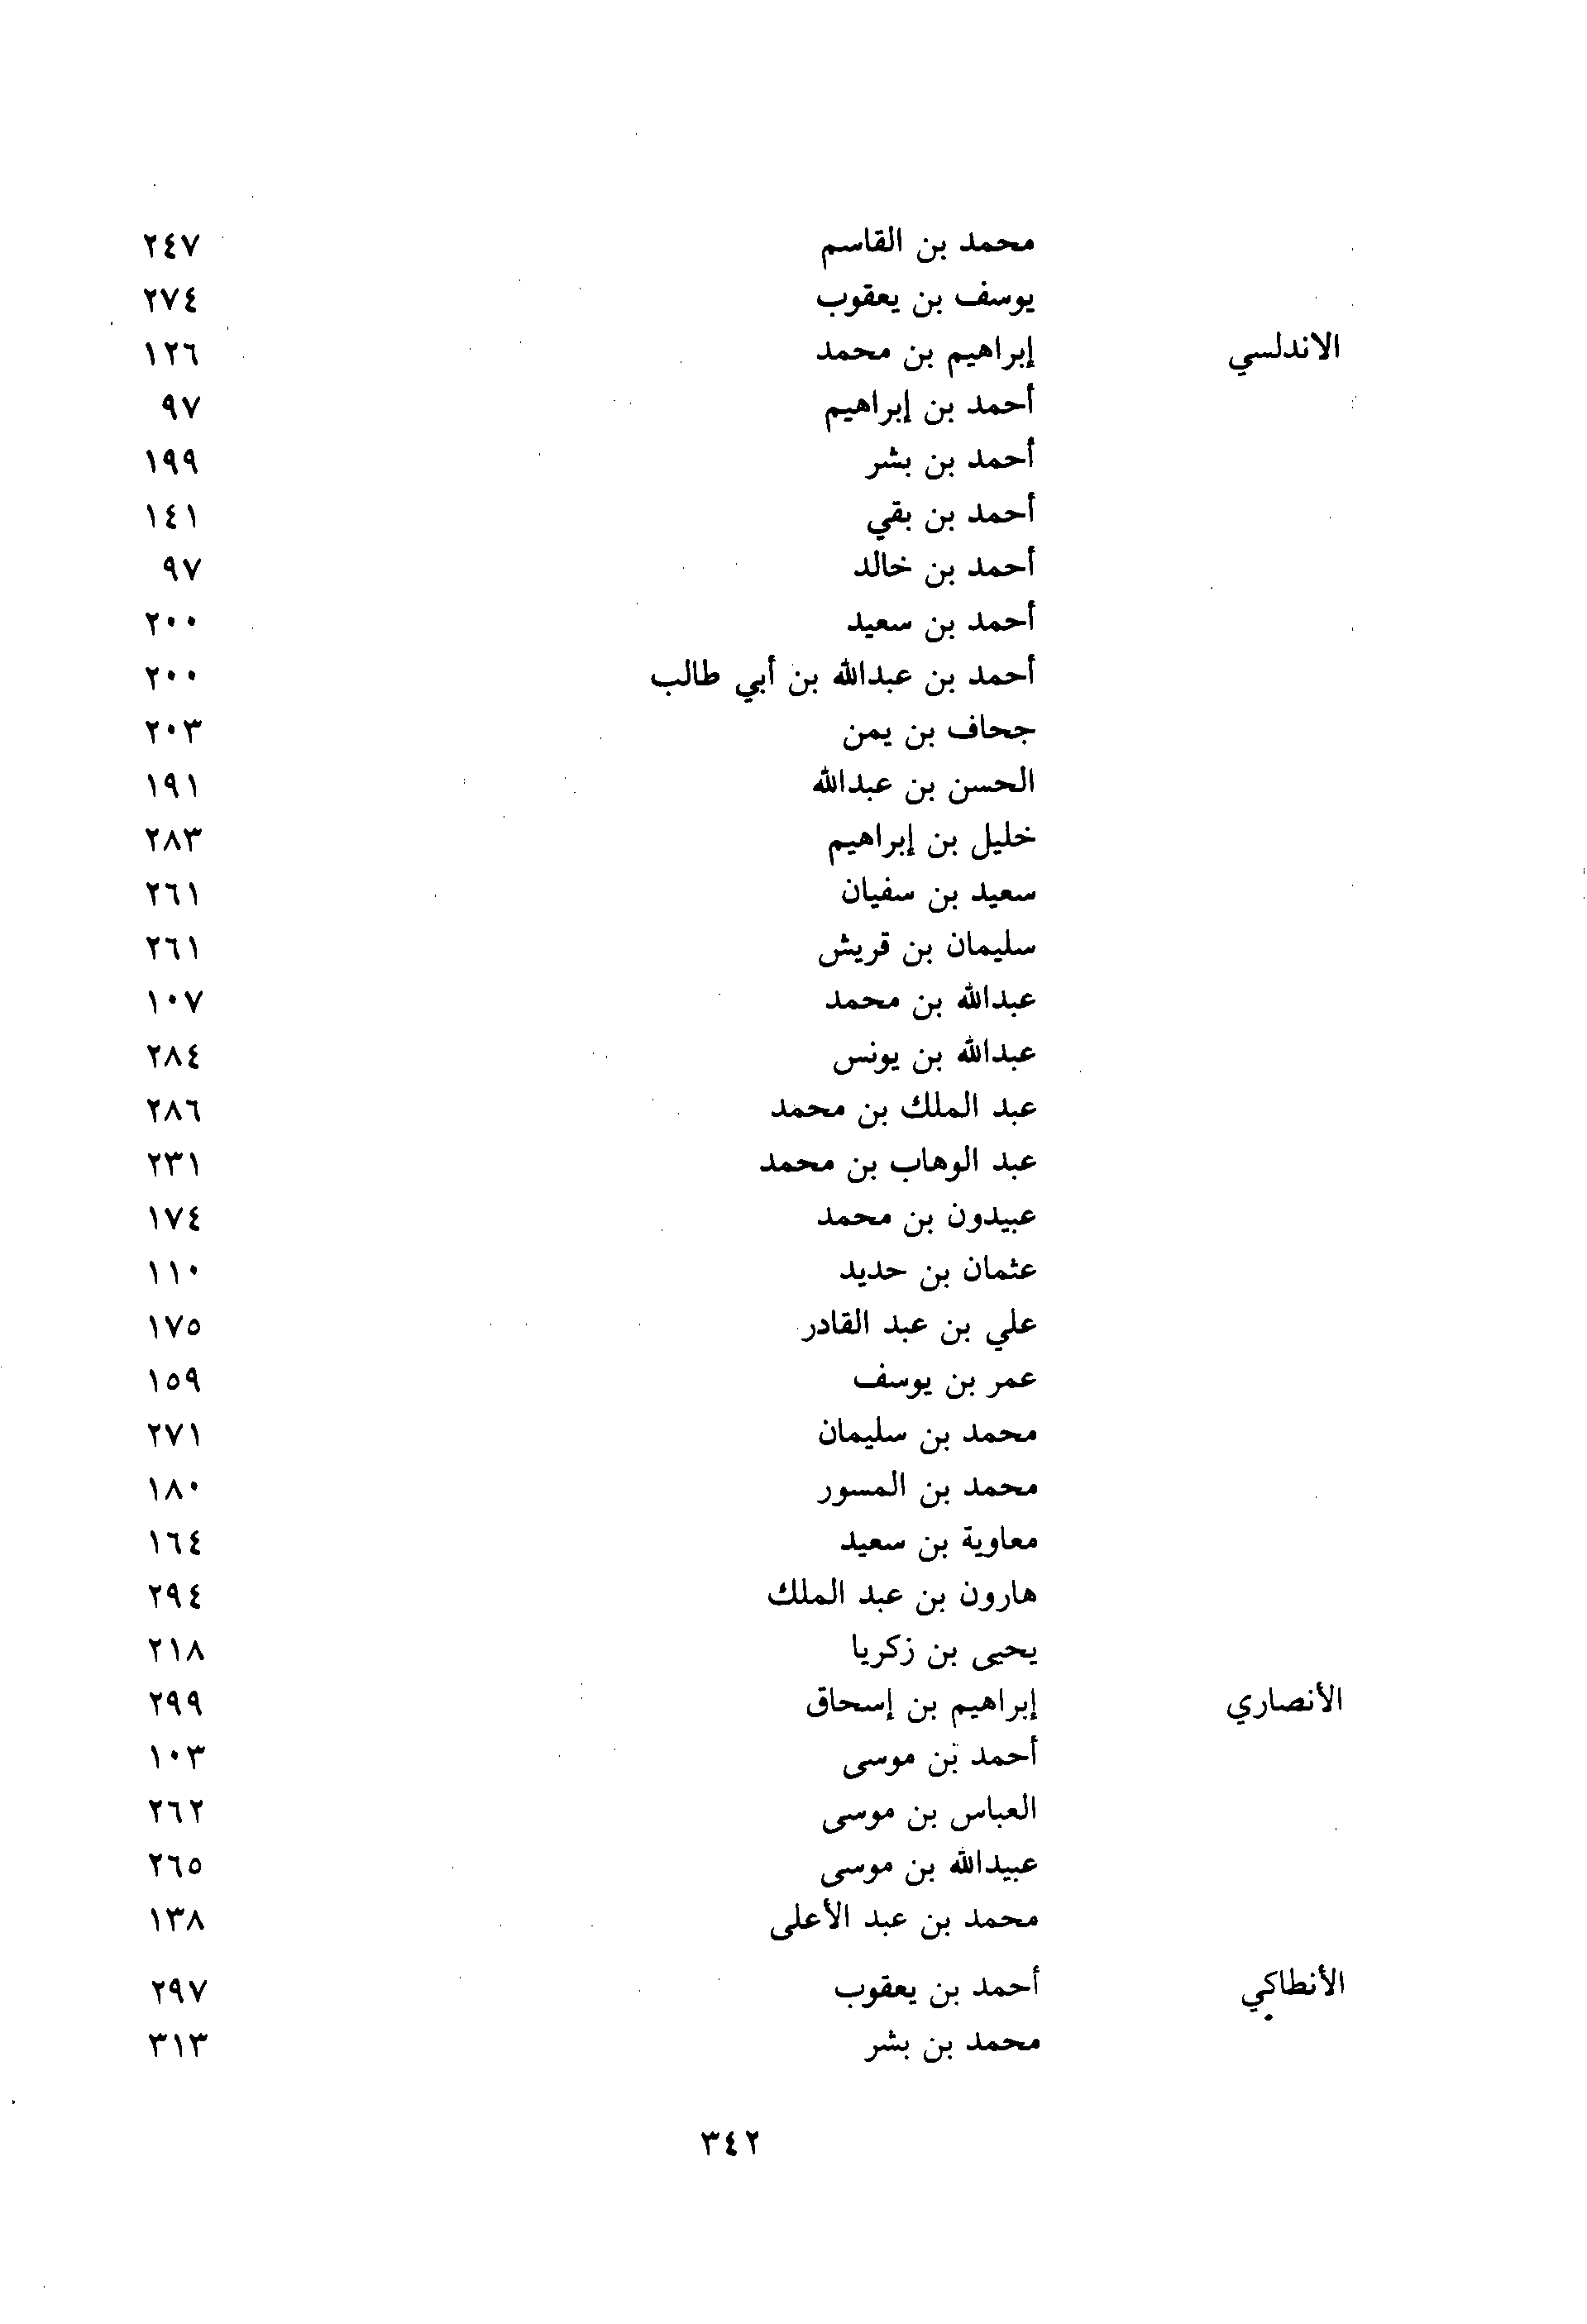 محمد بن القاسم ٢٤٧
يوسف بن يعقوب ٢٧٤
الاندلسي إبراهيم بن محمد ١٢٦
أحمد بن إبراهيم ٩٧
أحمد بن بشر ١٩٩
أحمد بن بقي ١٤١
أحمد بن خالد ٩٧
أحمد بن سعيد ٢٠٠
أحمد بن عبدالله بن أبي طالب ٢٠٠
جحاف بن يمن ٢٠٣
الحسن بن عبدالله ١٩١
خليل بن إبراهيم ٢٨٣
سعيد بن سفيان ٢٦١
سليمان بن قريش ٢٦١
عبدالله بن محمد ١٠٧
عبدالله بن يونس ٢٨٤
عبد الملك بن محمد ٢٨٦
عبد الوهاب بن محمد ٢٣١
عبيدون بن محمد ١٧٤
عثمان بن حديد ١١٠
علي بن عبد القادر ١٧٥
عمر بن يوسف ١٥٩
محمد بن سليمان ٢٧١
محمد بن المسور ١٨٠
معاوية بن سعيد ١٦٤
هارون بن عبد الملك ٢٩٤
يحيى بن زكريا ٢١٨
الأنصاري إبراهيم بن إسحاق ٢٩٩
أحمد بن موسى ١٠٣
العباس بن موسى ٢٦٢
عبيدالله بن موسى ٢٦٥
محمد بن عبد الأعلى ١٣٨
الأنطاكي أحمد بن يعقوب ٢٩٧
محمد بن بشر ٣١٣
٣٤٢